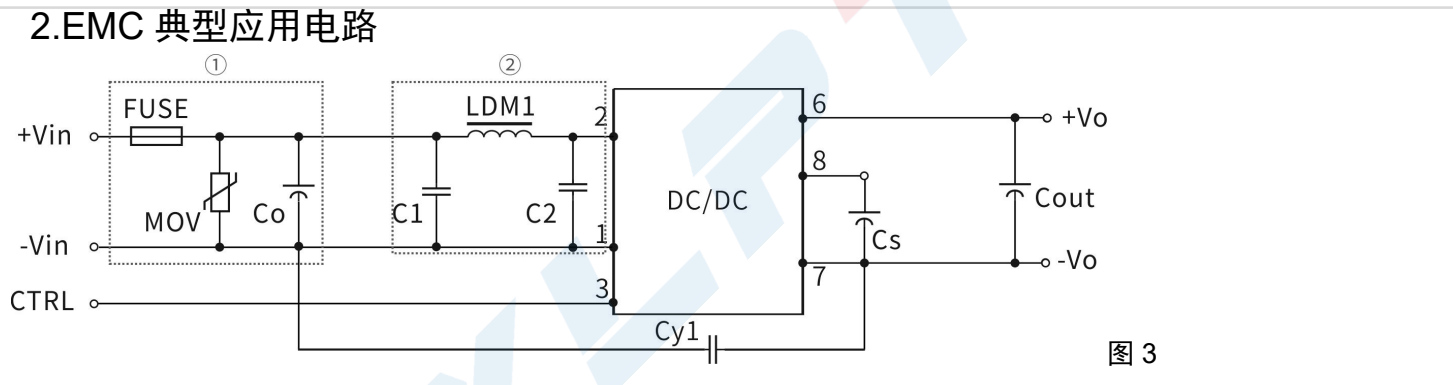 2.EMC 典型应用电路
① ②
FUSE LDM1
+Vin 2 6 +Vo
8
MOV Co C1 C2 DC/DC Cout
Cs
-Vin 1 7 -Vo
CTRL 3
Cy1
图 3